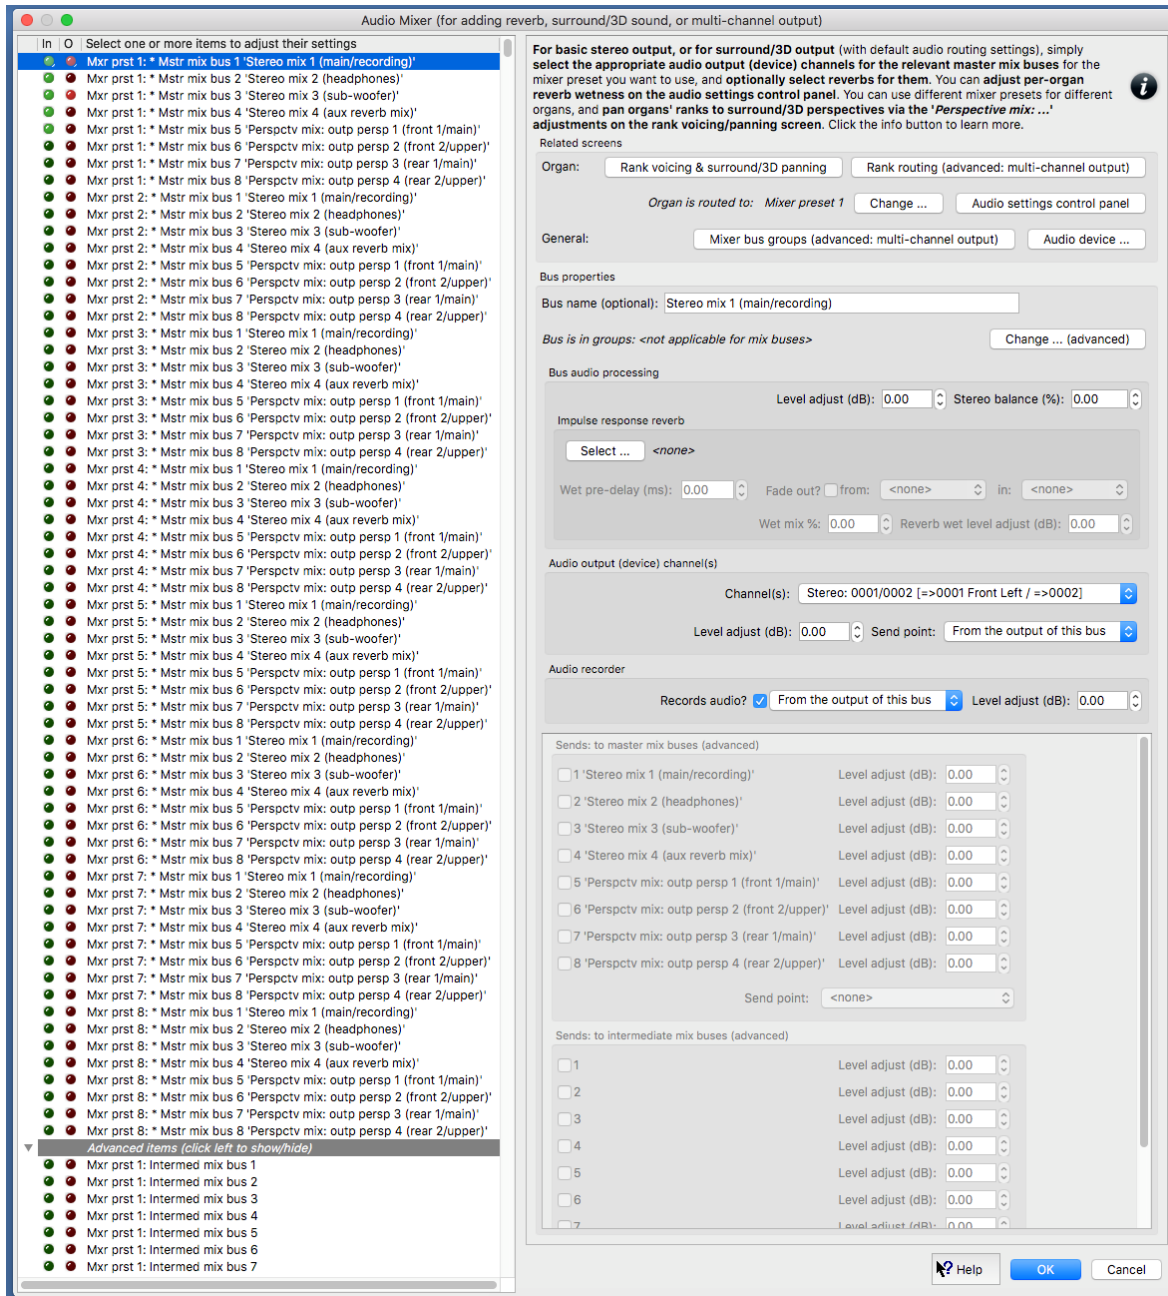 Audio Mixer (for adding reverb, surround/3D sound, or multi-channel output)
In O Select one or more items to adjust their settings
Mxr prst 1: * Mstr mix bus 1 'Stereo mix 1 (main/recording)'
Mxr prst 1: * Mstr mix bus 2 'Stereo mix 2 (headphones)'
Mxr prst 1: * Mstr mix bus 3 'Stereo mix 3 (sub-woofer)'
Mxr prst 1: * Mstr mix bus 4 'Stereo mix 4 (aux reverb mix)'
Mxr prst 1: * Mstr mix bus 5 'Perspctv mix: outp persp 1 (front 1/main)'
Mxr prst 1: * Mstr mix bus 6 'Perspctv mix: outp persp 2 (front 2/upper)'
Mxr prst 1: * Mstr mix bus 7 'Perspctv mix: outp persp 3 (rear 1/main)'
Mxr prst 1: * Mstr mix bus 8 'Perspctv mix: outp persp 4 (rear 2/upper)'
Mxr prst 2: * Mstr mix bus 1 'Stereo mix 1 (main/recording)'
Mxr prst 2: * Mstr mix bus 2 'Stereo mix 2 (headphones)'
Mxr prst 2: * Mstr mix bus 3 'Stereo mix 3 (sub-woofer)'
Mxr prst 2: * Mstr mix bus 4 'Stereo mix 4 (aux reverb mix)'
Mxr prst 2: * Mstr mix bus 5 'Perspctv mix: outp persp 1 (front 1/main)'
Mxr prst 2: * Mstr mix bus 6 'Perspctv mix: outp persp 2 (front 2/upper)'
Mxr prst 2: * Mstr mix bus 7 'Perspctv mix: outp persp 3 (rear 1/main)'
Mxr prst 2: * Mstr mix bus 8 'Perspctv mix: outp persp 4 (rear 2/upper)'
Mxr prst 3: * Mstr mix bus 1 'Stereo mix 1 (main/recording)'
Mxr prst 3: * Mstr mix bus 2 'Stereo mix 2 (headphones)'
Mxr prst 3: * Mstr mix bus 3 'Stereo mix 3 (sub-woofer)'
Mxr prst 3: * Mstr mix bus 4 'Stereo mix 4 (aux reverb mix)'
Mxr prst 3: * Mstr mix bus 5 'Perspctv mix: outp persp 1 (front 1/main)'
Mxr prst 3: * Mstr mix bus 6 'Perspctv mix: outp persp 2 (front 2/upper)'
Mxr prst 3: * Mstr mix bus 7 'Perspctv mix: outp persp 3 (rear 1/main)'
Mxr prst 3: * Mstr mix bus 8 'Perspctv mix: outp persp 4 (rear 2/upper)'
Mxr prst 4: * Mstr mix bus 1 'Stereo mix 1 (main/recording)'
Mxr prst 4: * Mstr mix bus 2 'Stereo mix 2 (headphones)'
Mxr prst 4: * Mstr mix bus 3 'Stereo mix 3 (sub-woofer)'
Mxr prst 4: * Mstr mix bus 4 'Stereo mix 4 (aux reverb mix)'
Mxr prst 4: * Mstr mix bus 5 'Perspctv mix: outp persp 1 (front 1/main)'
Mxr prst 4: * Mstr mix bus 6 'Perspctv mix: outp persp 2 (front 2/upper)'
Mxr prst 4: * Mstr mix bus 7 'Perspctv mix: outp persp 3 (rear 1/main)'
Mxr prst 4: * Mstr mix bus 8 'Perspctv mix: outp persp 4 (rear 2/upper)'
Mxr prst 5: * Mstr mix bus 1 'Stereo mix 1 (main/recording)'
Mxr prst 5: * Mstr mix bus 2 'Stereo mix 2 (headphones)'
Mxr prst 5: * Mstr mix bus 3 'Stereo mix 3 (sub-woofer)'
Mxr prst 5: * Mstr mix bus 4 'Stereo mix 4 (aux reverb mix)'
Mxr prst 5: * Mstr mix bus 5 'Perspctv mix: outp persp 1 (front 1/main)'
Mxr prst 5: * Mstr mix bus 6 'Perspctv mix: outp persp 2 (front 2/upper)'
Mxr prst 5: * Mstr mix bus 7 'Perspctv mix: outp persp 3 (rear 1/main)'
Mxr prst 5: * Mstr mix bus 8 'Perspctv mix: outp persp 4 (rear 2/upper)'
Mxr prst 6: * Mstr mix bus 1 'Stereo mix 1 (main/recording)'
Mxr prst 6: * Mstr mix bus 2 'Stereo mix 2 (headphones)'
Mxr prst 6: * Mstr mix bus 3 'Stereo mix 3 (sub-woofer)'
Mxr prst 6: * Mstr mix bus 4 'Stereo mix 4 (aux reverb mix)'
Mxr prst 6: * Mstr mix bus 5 'Perspctv mix: outp persp 1 (front 1/main)'
Mxr prst 6: * Mstr mix bus 6 'Perspctv mix: outp persp 2 (front 2/upper)'
Mxr prst 6: * Mstr mix bus 7 'Perspctv mix: outp persp 3 (rear 1/main)'
Mxr prst 6: * Mstr mix bus 8 'Perspctv mix: outp persp 4 (rear 2/upper)'
Mxr prst 7: * Mstr mix bus 1 'Stereo mix 1 (main/recording)'
Mxr prst 7: * Mstr mix bus 2 'Stereo mix 2 (headphones)'
Mxr prst 7: * Mstr mix bus 3 'Stereo mix 3 (sub-woofer)'
Mxr prst 7: * Mstr mix bus 4 'Stereo mix 4 (aux reverb mix)'
Mxr prst 7: * Mstr mix bus 5 'Perspctv mix: outp persp 1 (front 1/main)'
Mxr prst 7: * Mstr mix bus 6 'Perspctv mix: outp persp 2 (front 2/upper)'
Mxr prst 7: * Mstr mix bus 7 'Perspctv mix: outp persp 3 (rear 1/main)'
Mxr prst 7: * Mstr mix bus 8 'Perspctv mix: outp persp 4 (rear 2/upper)'
Mxr prst 8: * Mstr mix bus 1 'Stereo mix 1 (main/recording)'
Mxr prst 8: * Mstr mix bus 2 'Stereo mix 2 (headphones)'
Mxr prst 8: * Mstr mix bus 3 'Stereo mix 3 (sub-woofer)'
Mxr prst 8: * Mstr mix bus 4 'Stereo mix 4 (aux reverb mix)'
Mxr prst 8: * Mstr mix bus 5 'Perspctv mix: outp persp 1 (front 1/main)'
Mxr prst 8: * Mstr mix bus 6 'Perspctv mix: outp persp 2 (front 2/upper)'
Mxr prst 8: * Mstr mix bus 7 'Perspctv mix: outp persp 3 (rear 1/main)'
Mxr prst 8: * Mstr mix bus 8 'Perspctv mix: outp persp 4 (rear 2/upper)'
Advanced items (click left to show/hide)
Mxr prst 1: Intermed mix bus 1
Mxr prst 1: Intermed mix bus 2
Mxr prst 1: Intermed mix bus 3
Mxr prst 1: Intermed mix bus 4
Mxr prst 1: Intermed mix bus 5
Mxr prst 1: Intermed mix bus 6
Mxr prst 1: Intermed mix bus 7
For basic stereo output, or for surround/3D output (with default audio routing settings), simply
select the appropriate audio output (device) channels for the relevant master mix buses for the
mixer preset you want to use, and optionally select reverbs for them. You can adjust per-organ
reverb wetness on the audio settings control panel. You can use different mixer presets for different
organs, and pan organs' ranks to surround/3D perspectives via the 'Perspective mix: ...'
adjustments on the rank voicing/panning screen. Click the info button to learn more.
Related screens
Organ: Rank voicing & surround/3D panning Rank routing (advanced: multi-channel output)
Organ is routed to: Mixer preset 1 Change ... Audio settings control panel
General: Mixer bus groups (advanced: multi-channel output) Audio device ...
Bus properties
Bus name (optional): Stereo mix 1 (main/recording)
Bus is in groups: <not applicable for mix buses> Change ... (advanced)
Bus audio processing
Level adjust (dB): 0.00 Stereo balance (%): 0.00
Impulse response reverb
Select ... <none>
Wet pre-delay (ms): 0.00 Fade out? from: <none> in: <none>
Wet mix %: 0.00 Reverb wet level adjust (dB): 0.00
Audio output (device) channel(s)
Channel(s): Stereo: 0001/0002 [=>0001 Front Left / =>0002]
Level adjust (dB): 0.00 Send point: From the output of this bus
Audio recorder
Records audio? From the output of this bus Level adjust (dB): 0.00
Sends: to master mix buses (advanced)
1 'Stereo mix 1 (main/recording)' Level adjust (dB): 0.00
2 'Stereo mix 2 (headphones)' Level adjust (dB): 0.00
3 'Stereo mix 3 (sub-woofer)' Level adjust (dB): 0.00
4 'Stereo mix 4 (aux reverb mix)' Level adjust (dB): 0.00
5 'Perspctv mix: outp persp 1 (front 1/main)' Level adjust (dB): 0.00
6 'Perspctv mix: outp persp 2 (front 2/upper)' Level adjust (dB): 0.00
7 'Perspctv mix: outp persp 3 (rear 1/main)' Level adjust (dB): 0.00
8 'Perspctv mix: outp persp 4 (rear 2/upper)' Level adjust (dB): 0.00
Send point: <none>
Sends: to intermediate mix buses (advanced)
1 Level adjust (dB): 0.00
2 Level adjust (dB): 0.00
3 Level adjust (dB): 0.00
4 Level adjust (dB): 0.00
5 Level adjust (dB): 0.00
6 Level adjust (dB): 0.00
7 Level adjust (dB): 0.00
Help OK Cancel